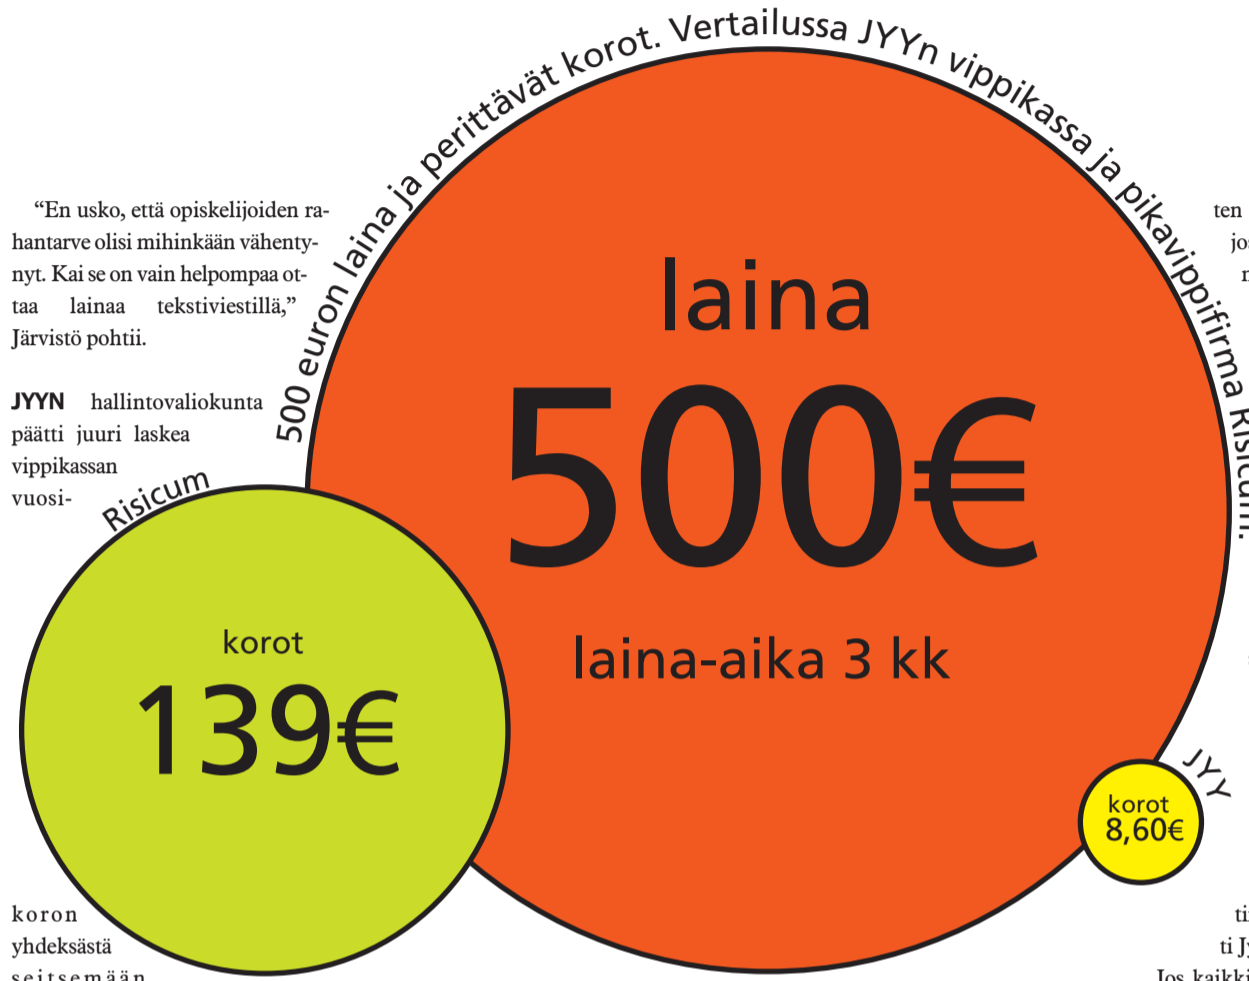 500 euron laina ja perittävät korot. Vertailussa JYYn vippikassa ja pikavippifirma Risicum.
“En usko, että opiskelijoiden ra-
hantarve olisi mihinkään vähenty-
nyt. Kai se on vain helpompaa ot-
taa lainaa tekstiviestillä,”
Järvistö pohtii.
JYYN hallintovaliokunta
päätti juuri laskea
vippikassan
vuosi-
koron
yhdeksästä
seitsemään
Risicum
korot
139€
laina
500€
laina-aika 3 kk
JYY
korot
8,60€
ten
ti Jy
Jos kaikki